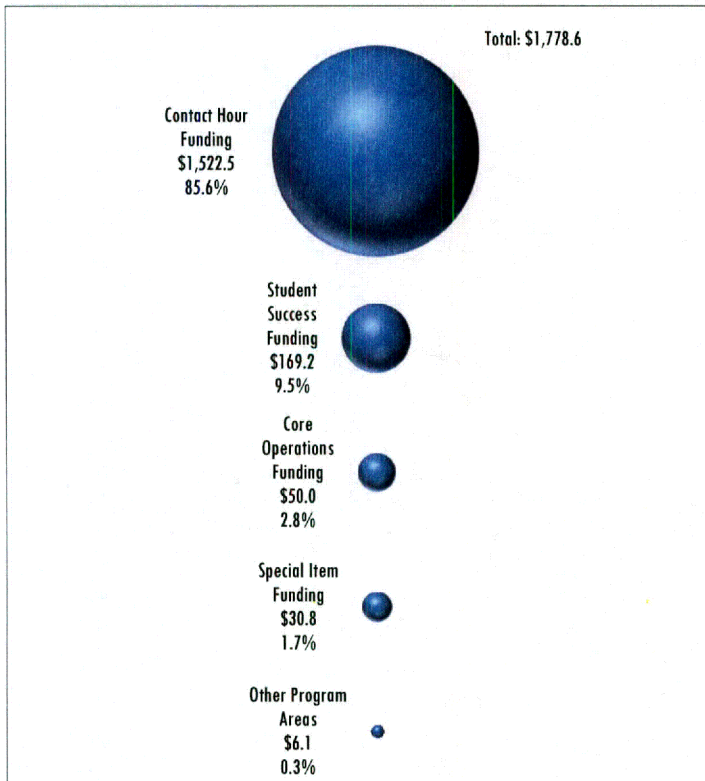 Total: $1,778.6
Contact Hour
Funding
$1,522.5
85.6%
Student
Success
Funding
$169.2
9.5%
Core
Operations
Funding
$50.0
2.8%
Special Item
Funding
$30.8
1.7%
Other Program
Areas
$6.1
0.3%